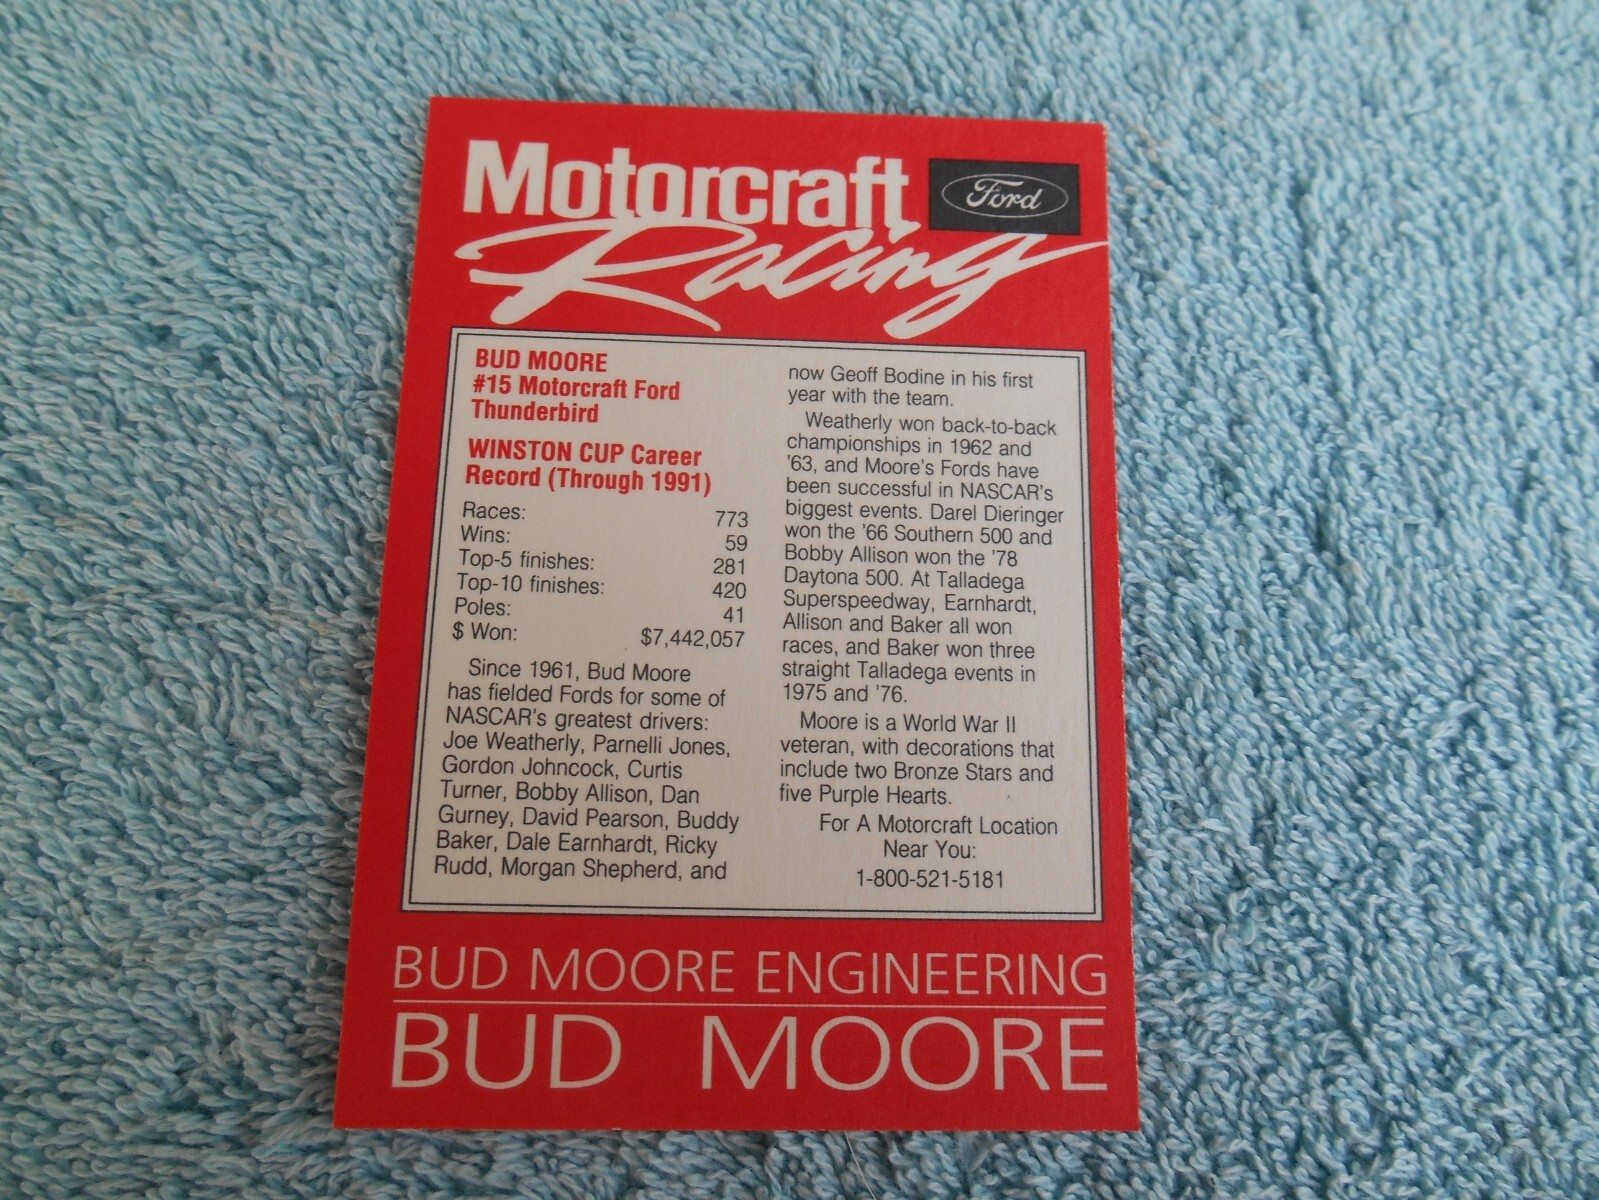 Motorcraft
Ford
Racing
BUD MOORE
#15 Motorcraft Ford
Thunderbird
WINSTON CUP Career
Record (Through 1991)
Races: 773
Wins: 59
Top-5 finishes: 281
Top-10 finishes: 420
Poles: 41
$ Won: $7,442,057
Since 1961, Bud Moore
has fielded Fords for some of
NASCAR's greatest drivers:
Joe Weatherly, Parnelli Jones,
Gordon Johncock, Curtis
Turner, Bobby Allison, Dan
Gurney, David Pearson, Buddy
Baker, Dale Earnhardt, Ricky
Rudd, Morgan Shepherd, and
now Geoff Bodine in his first
year with the team.
Weatherly won back-to-back
championships in 1962 and
'63, and Moore's Fords have
been successful in NASCAR's
biggest events. Darel Dieringer
won the '66 Southern 500 and
Bobby Allison won the '78
Daytona 500. At Talladega
Superspeedway, Earnhardt,
Allison and Baker all won
races, and Baker won three
straight Talladega events in
1975 and '76.
Moore is a World War II
veteran, with decorations that
include two Bronze Stars and
five Purple Hearts.
For A Motorcraft Location
Near You:
1-800-521-5181
BUD MOORE ENGINEERING
BUD MOORE